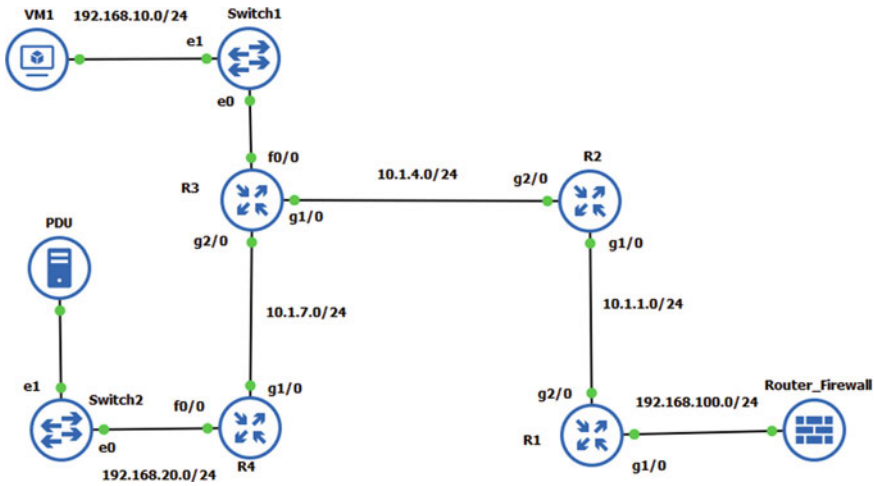 VM1
192.168.10.0/24
Switch1
e1
e0
f0/0
R3
g1/0
10.1.4.0/24
g2/0
R2
g1/0
g2/0
PDU
10.1.7.0/24
10.1.1.0/24
e1
Switch2
e0
f0/0
g1/0
R4
192.168.20.0/24
g2/0
R1
192.168.100.0/24
g1/0
Router_Firewall